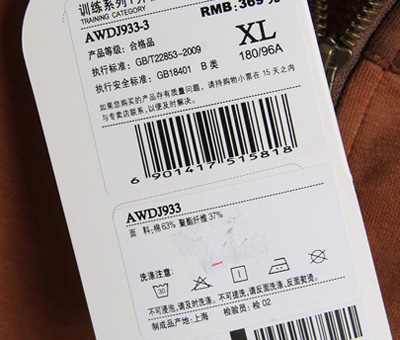 训练系列
RMB: 369
TRAINING CATEGORY
AWDJ933-3
产品等级：合格品
XL
执行标准：GB/T22853-2009
180/96A
执行安全标准：GB18401 B 类
如果您购买的产品存有质量问题，请持购物小票在 15 天之内
与专卖店联系，以便及时解决。
6 901417 515818
AWDJ933
面 料：棉 63% 聚酯纤维 37%
洗涤注意：
30
不可浸泡，请及时洗涤。不可搓洗，请反面洗涤、反面熨烫。
制成品产地：上海 检验员：检 02